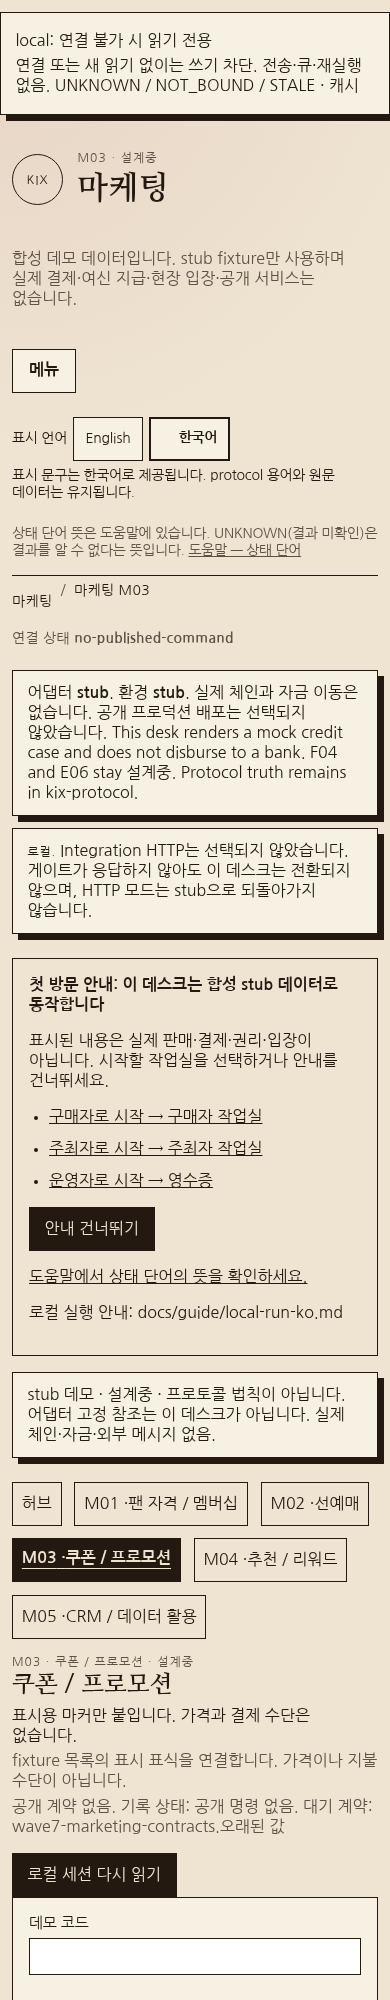 local: 연결 불가 시 읽기 전용
연결 또는 새 읽기 없이는 쓰기 차단. 전송·큐·재실행
없음. UNKNOWN / NOT_BOUND / STALE · 캐시
KIX
M03 · 설계중
마케팅
합성 데모 데이터입니다. stub fixture만 사용하며
실제 결제·여신 지급·현장 입장·공개 서비스는
없습니다.
메뉴
표시 언어 English 한국어
표시 문구는 한국어로 제공됩니다. protocol 용어와 원문
데이터는 유지됩니다.
상태 단어 뜻은 도움말에 있습니다. UNKNOWN(결과 미확인)은
결과를 알 수 없다는 뜻입니다. 도움말 — 상태 단어
마케팅 / 마케팅 M03
연결 상태 no-published-command
어댑터 stub. 환경 stub. 실제 체인과 자금 이동은
없습니다. 공개 프로덕션 배포는 선택되지
않았습니다. This desk renders a mock credit
case and does not disburse to a bank. F04
and E06 stay 설계중. Protocol truth remains
in kix-protocol.
로컬. Integration HTTP는 선택되지 않았습니다.
게이트가 응답하지 않아도 이 데스크는 전환되지
않으며, HTTP 모드는 stub으로 되돌아가지
않습니다.
첫 방문 안내: 이 데스크는 합성 stub 데이터로
동작합니다
표시된 내용은 실제 판매·결제·권리·입장이
아닙니다. 시작할 작업실을 선택하거나 안내를
건너뛰세요.
• 구매자로 시작 → 구매자 작업실
• 주최자로 시작 → 주최자 작업실
• 운영자로 시작 → 영수증
안내 건너뛰기
도움말에서 상태 단어의 뜻을 확인하세요.
로컬 실행 안내: docs/guide/local-run-ko.md
stub 데모 · 설계중 · 프로토콜 법칙이 아닙니다.
어댑터 고정 참조는 이 데스크가 아닙니다. 실제
체인·자금·외부 메시지 없음.
허브 M01 ·팬 자격 / 멤버십 M02 ·선예매
M03 ·쿠폰 / 프로모션 M04 ·추천 / 리워드
M05 ·CRM / 데이터 활용
M03 · 쿠폰 / 프로모션 · 설계중
쿠폰 / 프로모션
표시용 마커만 붙입니다. 가격과 결제 수단은
없습니다.
fixture 목록의 표시 표식을 연결합니다. 가격이나 지불
수단이 아닙니다.
공개 계약 없음. 기록 상태: 공개 명령 없음. 대기 계약:
wave7-marketing-contracts.오래된 값
로컬 세션 다시 읽기
데모 코드